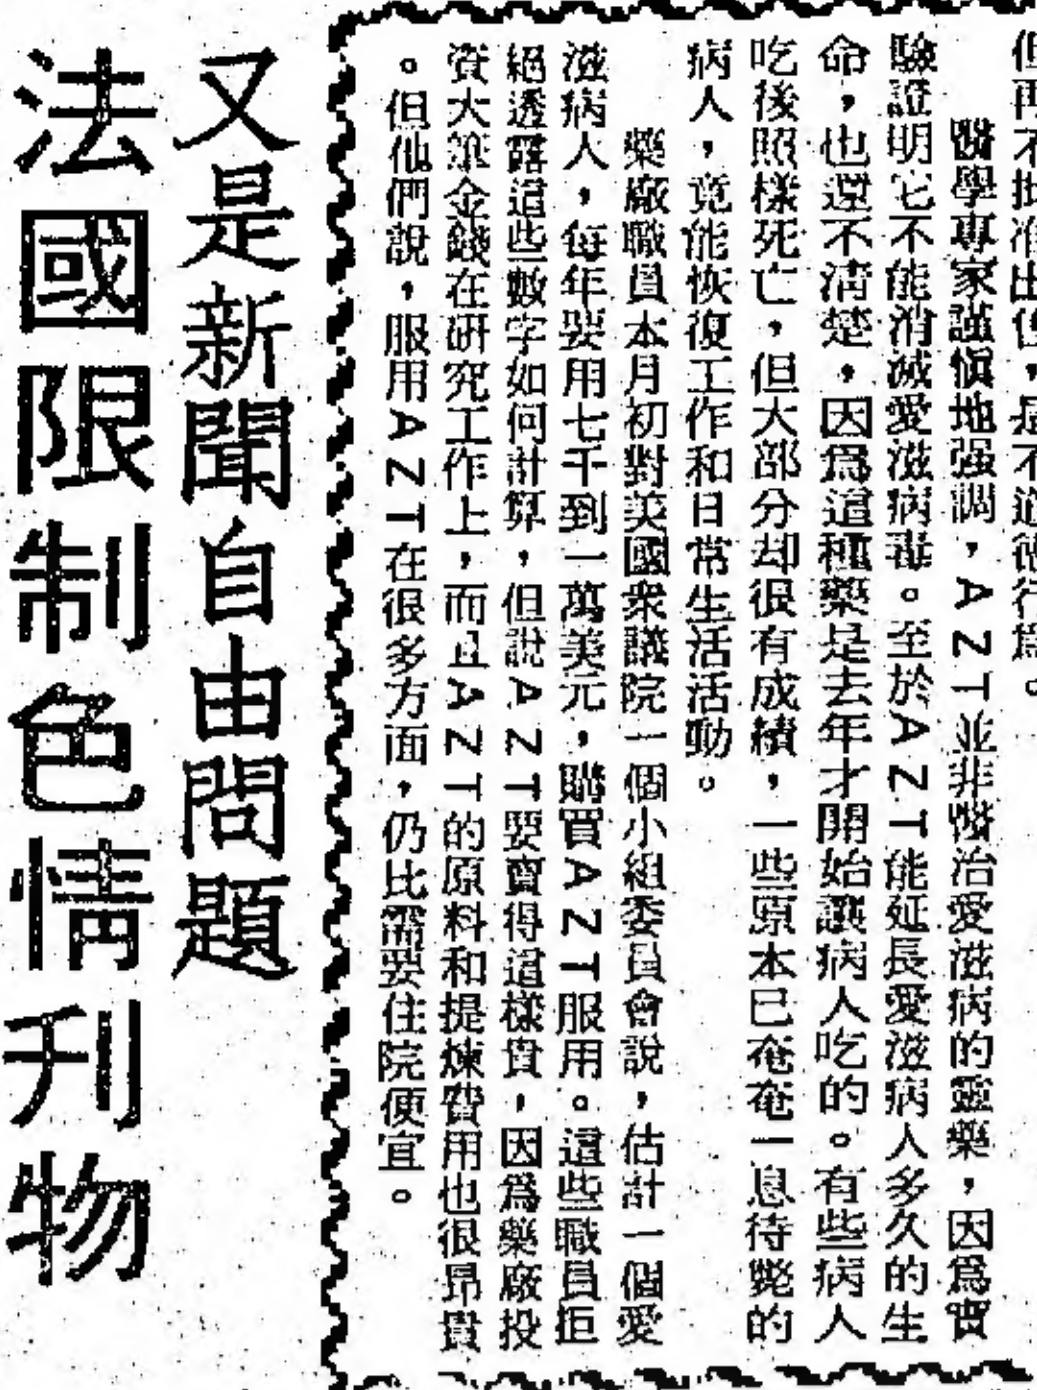 但再不批准出售，是不道德行爲。
醫學專家謹愼地强調，AZT並非醫治愛滋病的靈藥，因爲實
驗證明它不能消滅愛滋病毒。至於AZT能延長愛滋病人多久的生
命，也還不淸楚，因爲這種藥是去年才開始讓病人吃的。有些病人
吃後照樣死亡，但大部分却很有成績，一些原本已奄奄一息待斃的
病人，竟能恢復工作和日常生活活動。
藥廠職員本月初對美國衆議院一個小組委員會說，估計一個愛
滋病人，每年要用七千到一萬美元，購買AZT服用。這些職員拒
絕透露這些數字如何計算，但說AZT要賣得這樣貴，因爲藥廠投
資大筆金錢在研究工作上，而且AZT的原料和提煉費用也很昻貴
。但他們說，服用AZT在很多方面，仍比需要住院便宜。
又是新聞自由問題
法國限制色情刋物